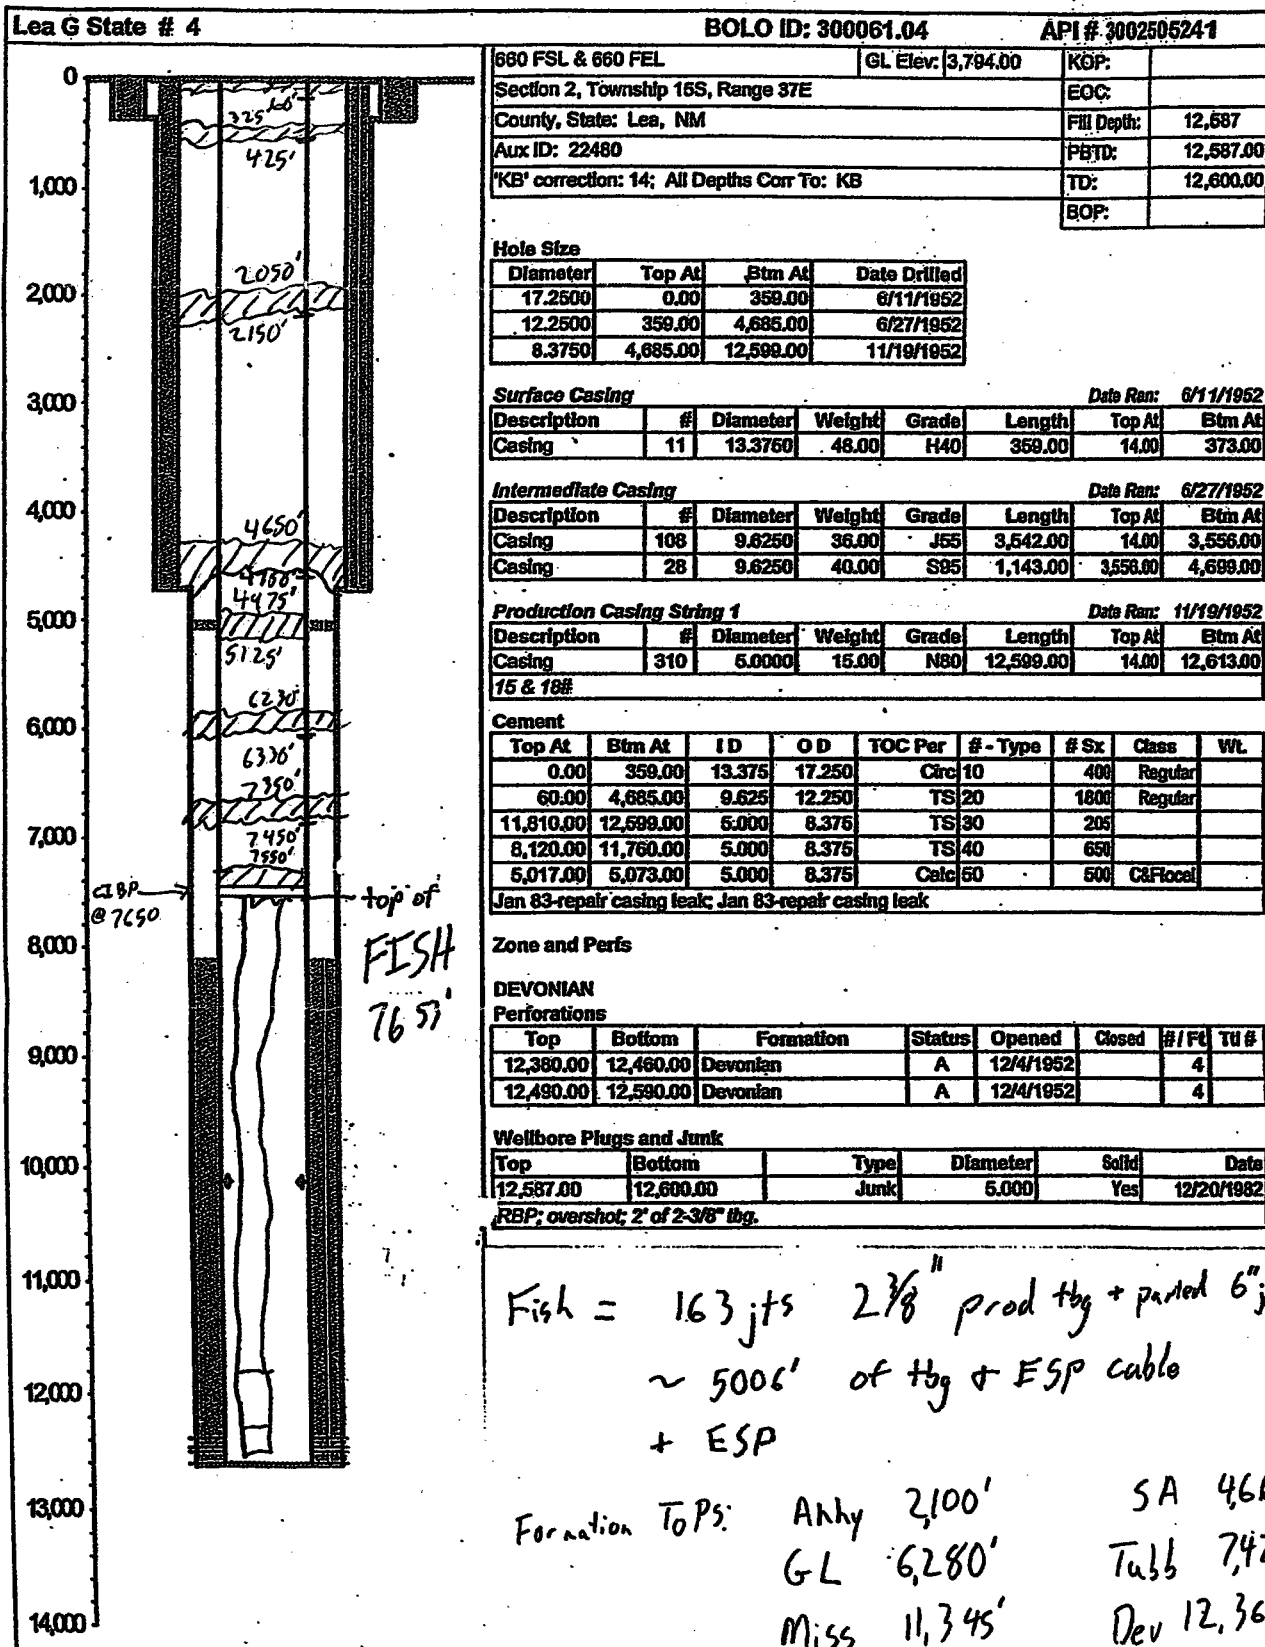 Lea G State # 4 BOLO ID: 300061.04 API # 3002505241
660 FSL & 660 FEL GL Elev: 3,794.00 KOP:
Section 2, Township 15S, Range 37E EOC:
County, State: Lea, NM Fill Depth: 12,587
Aux ID: 22480 PBTD: 12,587.00
'KB' correction: 14; All Depths Corr To: KB TD: 12,600.00
BOP:
Hole Size
Diameter Top At Btm At Date Drilled
17.2500 0.00 359.00 6/11/1952
12.2500 359.00 4,685.00 6/27/1952
8.3750 4,685.00 12,599.00 11/19/1952
Surface Casing Date Ran: 6/11/1952
Description # Diameter Weight Grade Length Top At Btm At
Casing 11 13.3750 48.00 H40 359.00 14.00 373.00
Intermediate Casing Date Ran: 6/27/1952
Description # Diameter Weight Grade Length Top At Btm At
Casing 108 9.6250 36.00 J55 3,542.00 14.00 3,556.00
Casing 28 9.6250 40.00 S95 1,143.00 3,556.00 4,699.00
Production Casing String 1 Date Ran: 11/19/1952
Description # Diameter Weight Grade Length Top At Btm At
Casing 310 5.0000 15.00 N80 12,599.00 14.00 12,613.00
15 & 18#
Cement
Top At Btm At I D O D TOC Per # - Type # Sx Class Wt.
0.00 359.00 13.375 17.250 Circ 10 400 Regular
60.00 4,685.00 9.625 12.250 TS 20 1800 Regular
11,810.00 12,599.00 5.000 8.375 TS 30 205
8,120.00 11,760.00 5.000 8.375 TS 40 650
5,017.00 5,073.00 5.000 8.375 Calc 50 500 C&Flocel
Jan 83-repair casing leak; Jan 83-repair casing leak
Zone and Perfs
DEVONIAN
Perforations
Top Bottom Formation Status Opened Closed #/Ft Ttl #
12,380.00 12,460.00 Devonian A 12/4/1952 4
12,490.00 12,590.00 Devonian A 12/4/1952 4
Wellbore Plugs and Junk
Top Bottom Type Diameter Solid Date
12,587.00 12,600.00 Junk 5.000 Yes 12/20/1982
RBP; overshot; 2' of 2-3/8" tbg.
0
1,000
2,000
3,000
4,000
5,000
6,000
7,000
8,000
9,000
10,000
11,000
12,000
13,000
14,000
325'
425'
2050'
2150'
4650'
4975'
5125'
6230'
6330'
7350'
7450'
7550'
CIBP
@ 7650
top of
FISH
Fish = 163 jts 2 3/8" prod tbg + parted 6"
~ 5006' of tbg & ESP cable
+ ESP
Formation Tops: Anhy 2,100' SA
GL 6,280' Tubb
Miss 11,345' Dev